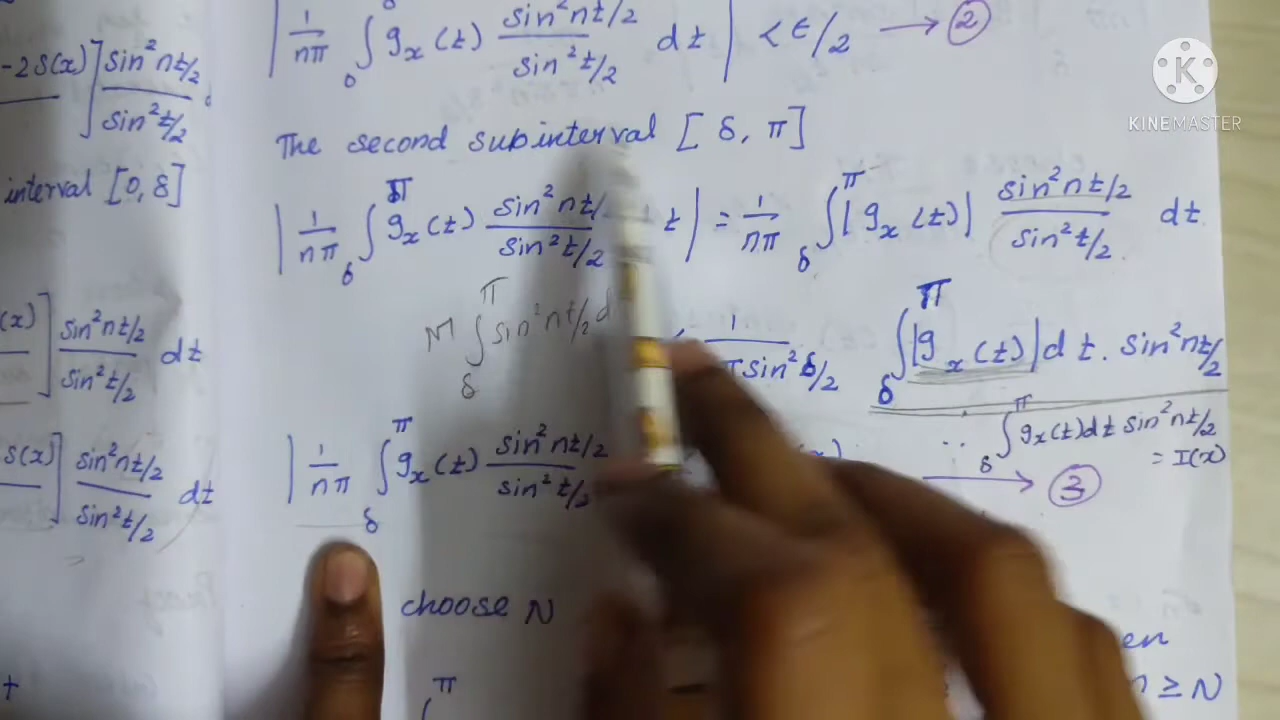 -2S(x)] sin²nt/2 / sin²t/2
interval [0, δ]
(x)] sin²nt/2 / sin²t/2 dt
S(x)] sin²nt/2 / sin²t/2 dt
t
| 1/nπ ∫₀^δ gₓ(t) sin²nt/2 / sin²t/2 dt | < ϵ/2 → ②
The second subinterval [δ, π]
| 1/nπ ∫_δ^π gₓ(t) sin²nt/2 / sin²t/2 t | = 1/nπ ∫_δ^π |gₓ(t)| sin²nt/2 / sin²t/2 dt.
M ∫_δ^π sin²nt/2 d
1 / π sin²δ/2 ∫_δ^π |gₓ(t)| dt. sin²nt/2
| 1/nπ ∫_δ^π gₓ(t) sin²nt/2 / sin²t/2 → ③
∵ ∫_δ^π gₓ(t)dt sin²nt/2
= I(x)
choose N
≥ N
∫^π
KINEMASTER